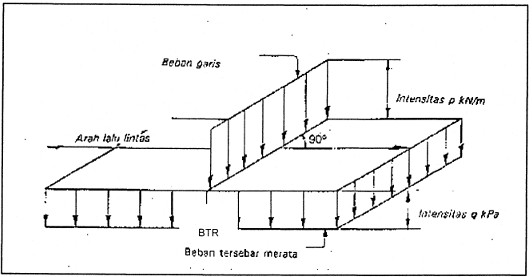 Beban garis
Intensitas p kN/m
Arah lalu lintas
90°
Intensitas q kPa
BTR
Beban tersebar merata